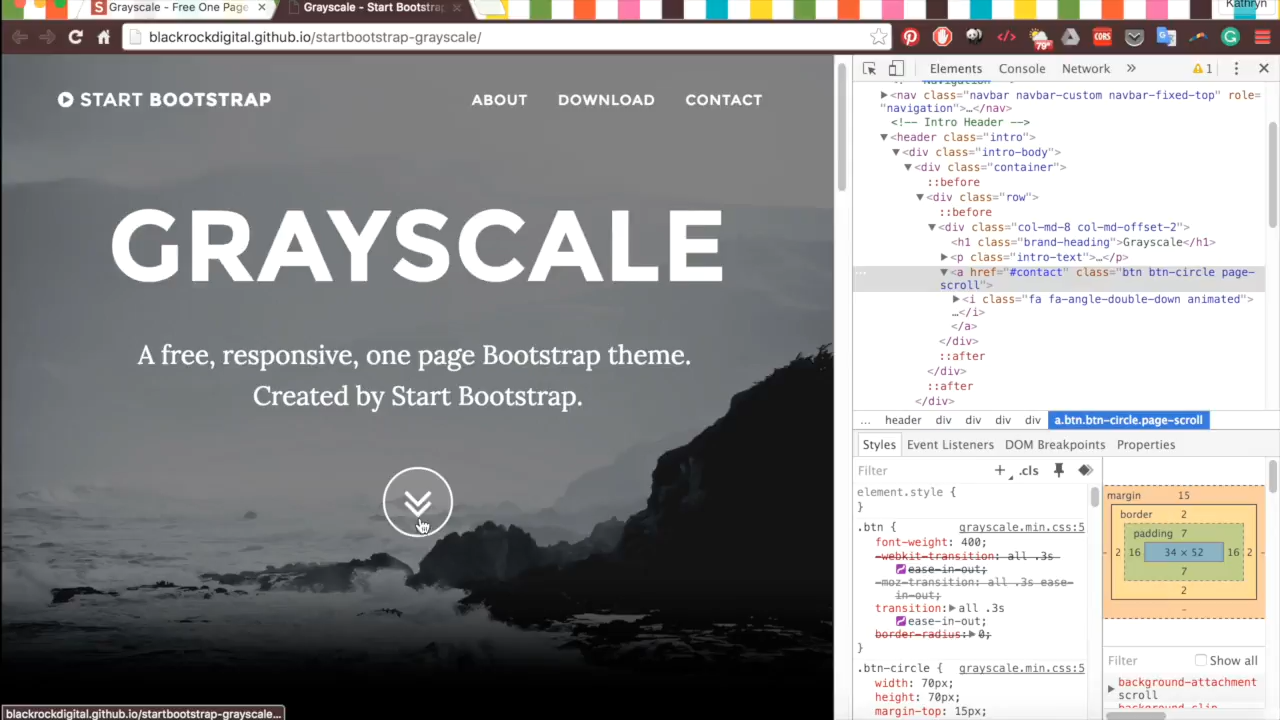 Grayscale - Free One Page
Grayscale - Start Bootstrap
Kathryn
blackrockdigital.github.io/startbootstrap-grayscale/
79°
CORS
START BOOTSTRAP
ABOUT
DOWNLOAD
CONTACT
GRAYSCALE
A free, responsive, one page Bootstrap theme.
Created by Start Bootstrap.
blackrockdigital.github.io/startbootstrap-grayscale...
Elements Console Network » 1
<nav class="navbar navbar-custom navbar-fixed-top" role=
"navigation">…</nav>
<!-- Intro Header -->
<header class="intro">
<div class="intro-body">
<div class="container">
::before
<div class="row">
::before
<div class="col-md-8 col-md-offset-2">
<h1 class="brand-heading">Grayscale</h1>
<p class="intro-text">…</p>
<a href="#contact" class="btn btn-circle page-
scroll">
<i class="fa fa-angle-double-down animated">
…</i>
</a>
</div>
::after
</div>
::after
</div>
... header div div div div a.btn.btn-circle.page-scroll
Styles Event Listeners DOM Breakpoints Properties
Filter + .cls
element.style {
}
.btn { grayscale.min.css:5
font-weight: 400;
-webkit-transition: all .3s
ease-in-out;
-moz-transition: all .3s ease-
in-out;
transition: all .3s
ease-in-out;
border-radius: 0;
}
.btn-circle { grayscale.min.css:5
width: 70px;
height: 70px;
margin-top: 15px;
margin 15
border 2
padding 7
- 2 16 34 × 52 16 2 -
7
2
-
Filter Show all
background-attachment
scroll